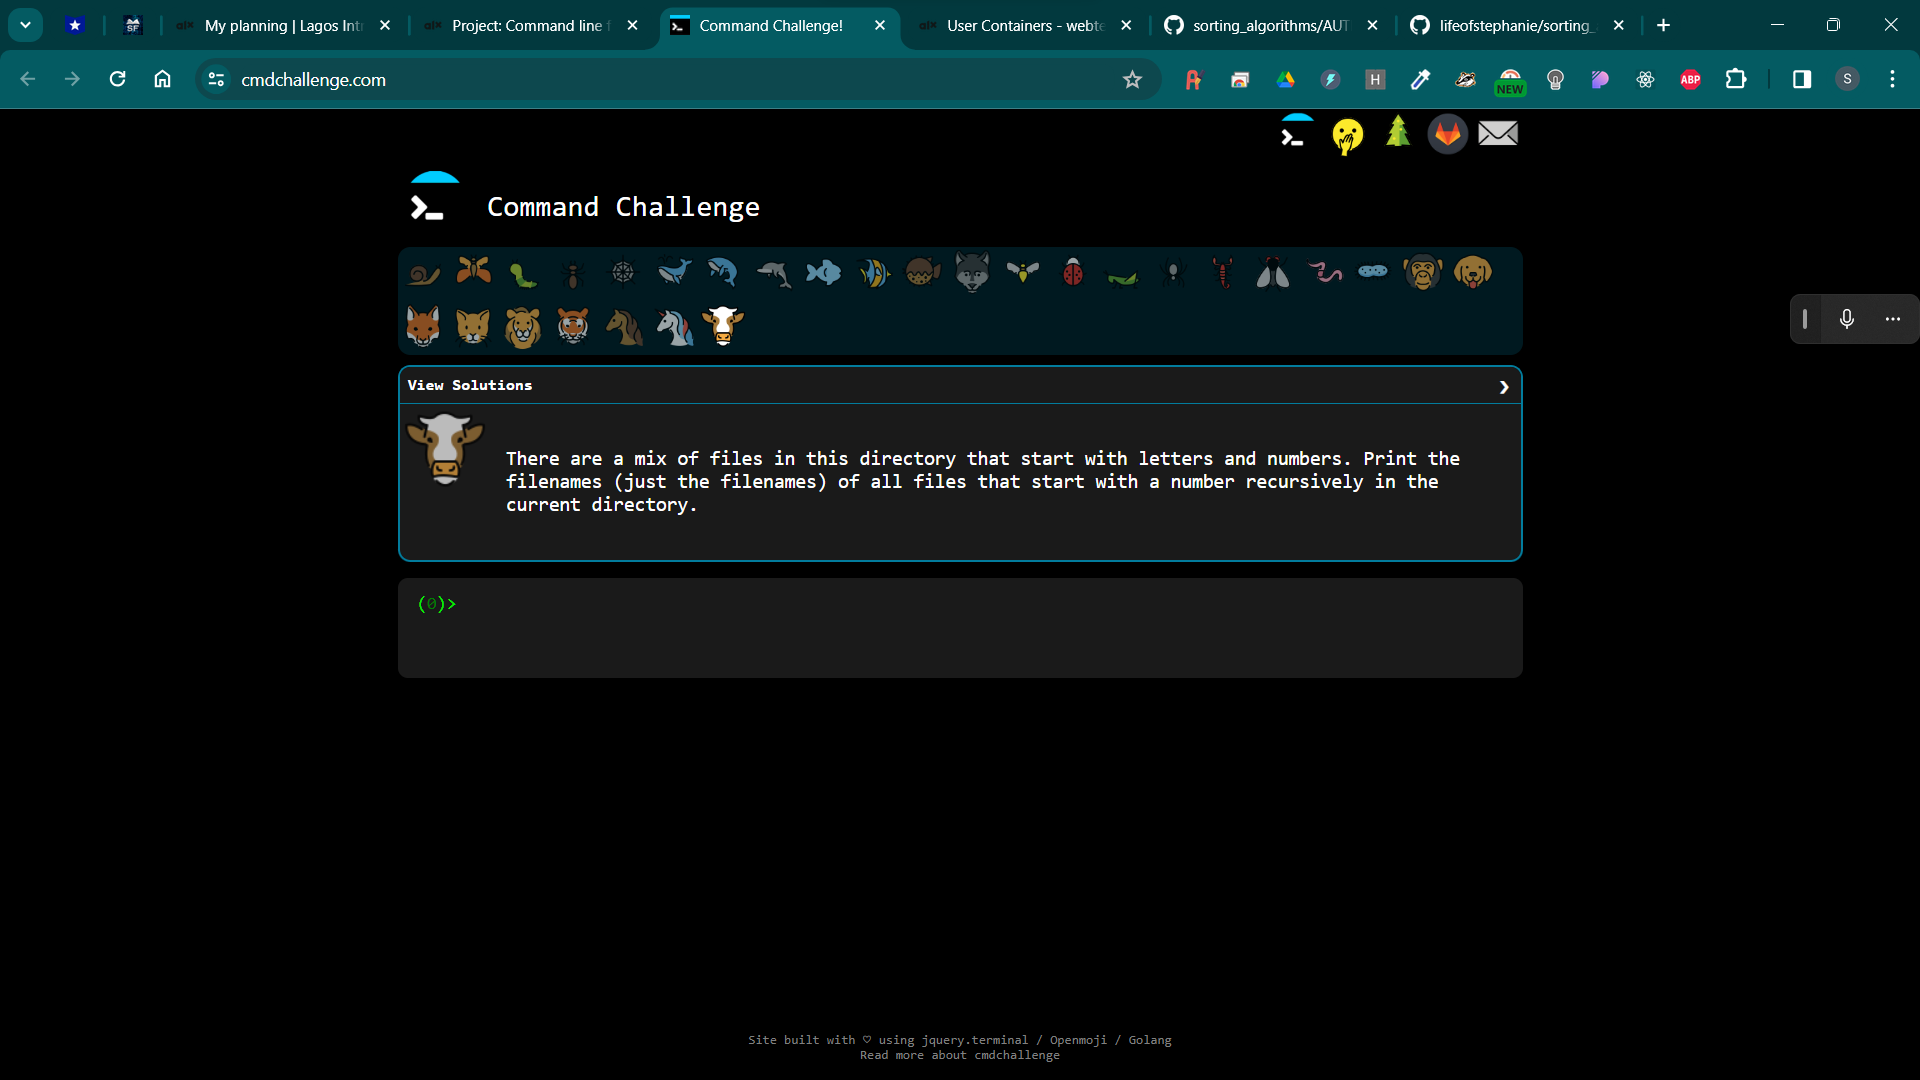 My planning | Lagos Int
Project: Command line f
Command Challenge!
User Containers - webte
sorting_algorithms/AUT
lifeofstephanie/sorting_
cmdchallenge.com
H
NEW
ABP
S
Command Challenge
View Solutions
There are a mix of files in this directory that start with letters and numbers. Print the
filenames (just the filenames) of all files that start with a number recursively in the
current directory.
(0)>
Site built with ♡ using jquery.terminal / Openmoji / Golang
Read more about cmdchallenge